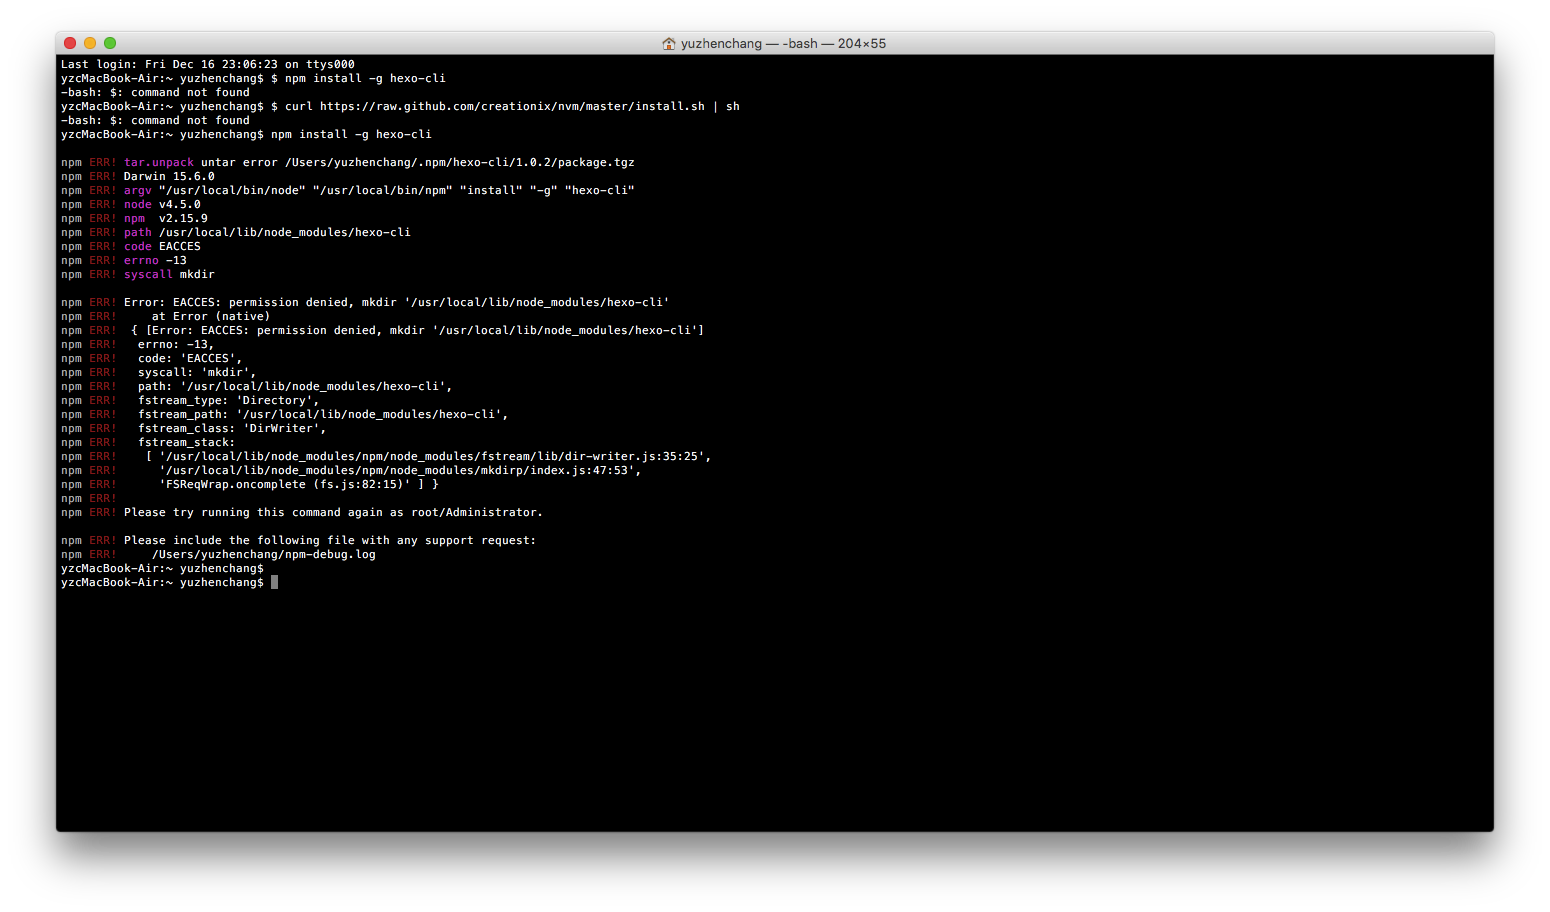 yuzhenchang — -bash — 204×55
Last login: Fri Dec 16 23:06:23 on ttys000
yzcMacBook-Air:~ yuzhenchang$ $ npm install -g hexo-cli
-bash: $: command not found
yzcMacBook-Air:~ yuzhenchang$ $ curl https://raw.github.com/creationix/nvm/master/install.sh | sh
-bash: $: command not found
yzcMacBook-Air:~ yuzhenchang$ npm install -g hexo-cli
npm ERR! tar.unpack untar error /Users/yuzhenchang/.npm/hexo-cli/1.0.2/package.tgz
npm ERR! Darwin 15.6.0
npm ERR! argv "/usr/local/bin/node" "/usr/local/bin/npm" "install" "-g" "hexo-cli"
npm ERR! node v4.5.0
npm ERR! npm  v2.15.9
npm ERR! path /usr/local/lib/node_modules/hexo-cli
npm ERR! code EACCES
npm ERR! errno -13
npm ERR! syscall mkdir
npm ERR! Error: EACCES: permission denied, mkdir '/usr/local/lib/node_modules/hexo-cli'
npm ERR!     at Error (native)
npm ERR!  { [Error: EACCES: permission denied, mkdir '/usr/local/lib/node_modules/hexo-cli']
npm ERR!   errno: -13,
npm ERR!   code: 'EACCES',
npm ERR!   syscall: 'mkdir',
npm ERR!   path: '/usr/local/lib/node_modules/hexo-cli',
npm ERR!   fstream_type: 'Directory',
npm ERR!   fstream_path: '/usr/local/lib/node_modules/hexo-cli',
npm ERR!   fstream_class: 'DirWriter',
npm ERR!   fstream_stack:
npm ERR!    [ '/usr/local/lib/node_modules/npm/node_modules/fstream/lib/dir-writer.js:35:25',
npm ERR!      '/usr/local/lib/node_modules/npm/node_modules/mkdirp/index.js:47:53',
npm ERR!      'FSReqWrap.oncomplete (fs.js:82:15)' ] }
npm ERR!
npm ERR! Please try running this command again as root/Administrator.
npm ERR! Please include the following file with any support request:
npm ERR!     /Users/yuzhenchang/npm-debug.log
yzcMacBook-Air:~ yuzhenchang$
yzcMacBook-Air:~ yuzhenchang$